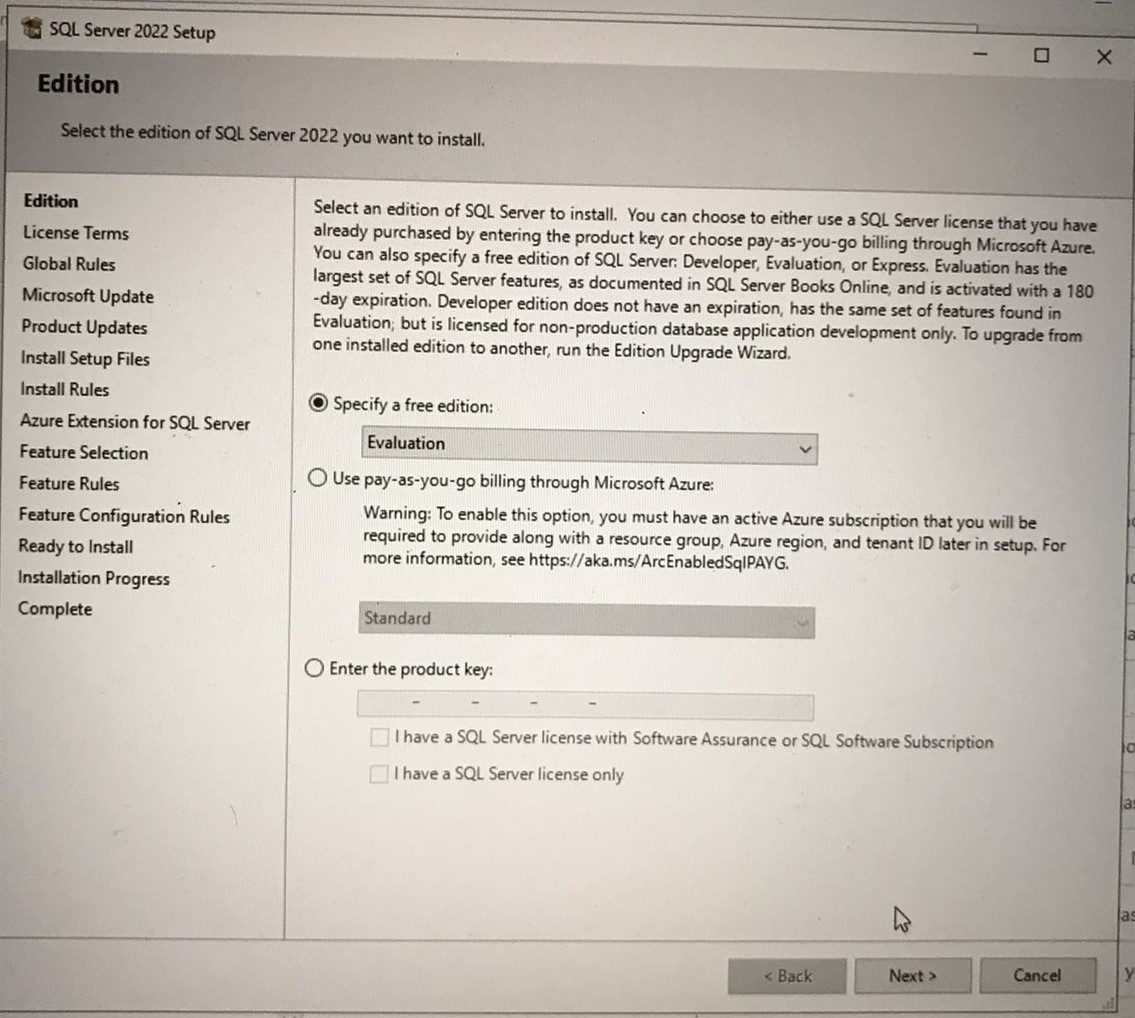 SQL Server 2022 Setup
Edition
Select the edition of SQL Server 2022 you want to install.
Edition
License Terms
Global Rules
Microsoft Update
Product Updates
Install Setup Files
Install Rules
Azure Extension for SQL Server
Feature Selection
Feature Rules
Feature Configuration Rules
Ready to Install
Installation Progress
Complete
Select an edition of SQL Server to install. You can choose to either use a SQL Server license that you have
already purchased by entering the product key or choose pay-as-you-go billing through Microsoft Azure.
You can also specify a free edition of SQL Server: Developer, Evaluation, or Express. Evaluation has the
largest set of SQL Server features, as documented in SQL Server Books Online, and is activated with a 180
-day expiration. Developer edition does not have an expiration, has the same set of features found in
Evaluation, but is licensed for non-production database application development only. To upgrade from
one installed edition to another, run the Edition Upgrade Wizard.
Specify a free edition:
Evaluation
Use pay-as-you-go billing through Microsoft Azure:
Warning: To enable this option, you must have an active Azure subscription that you will be
required to provide along with a resource group, Azure region, and tenant ID later in setup. For
more information, see https://aka.ms/ArcEnabledSqlPAYG.
Standard
Enter the product key:
- - - -
I have a SQL Server license with Software Assurance or SQL Software Subscription
I have a SQL Server license only
< Back Next > Cancel